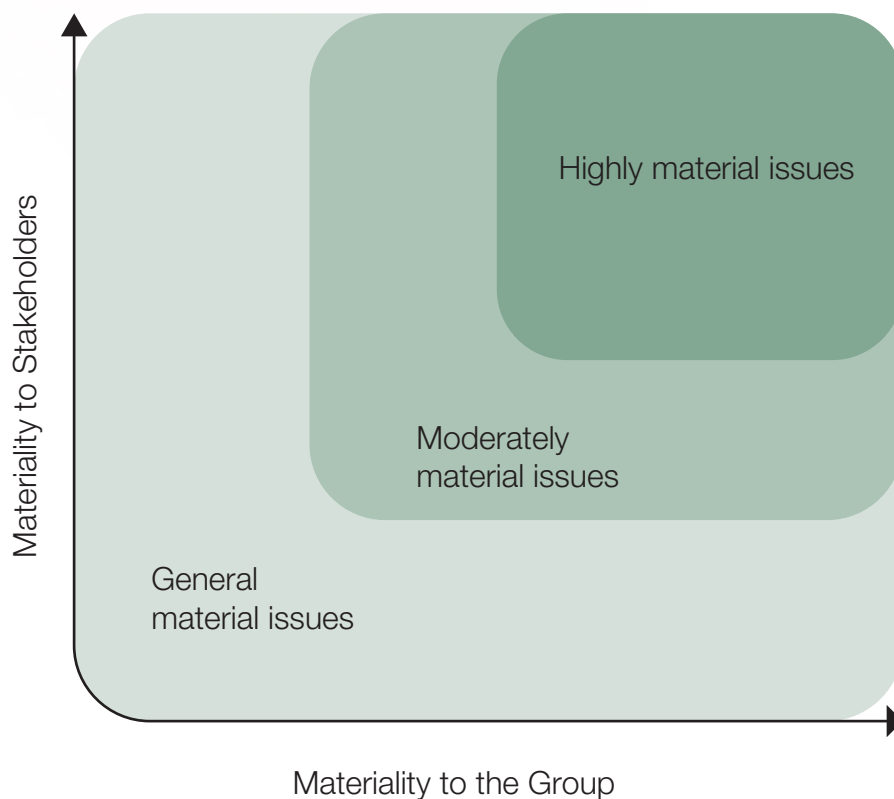 Materiality to Stakeholders
Highly material issues
Moderately
material issues
General
material issues
Materiality to the Group